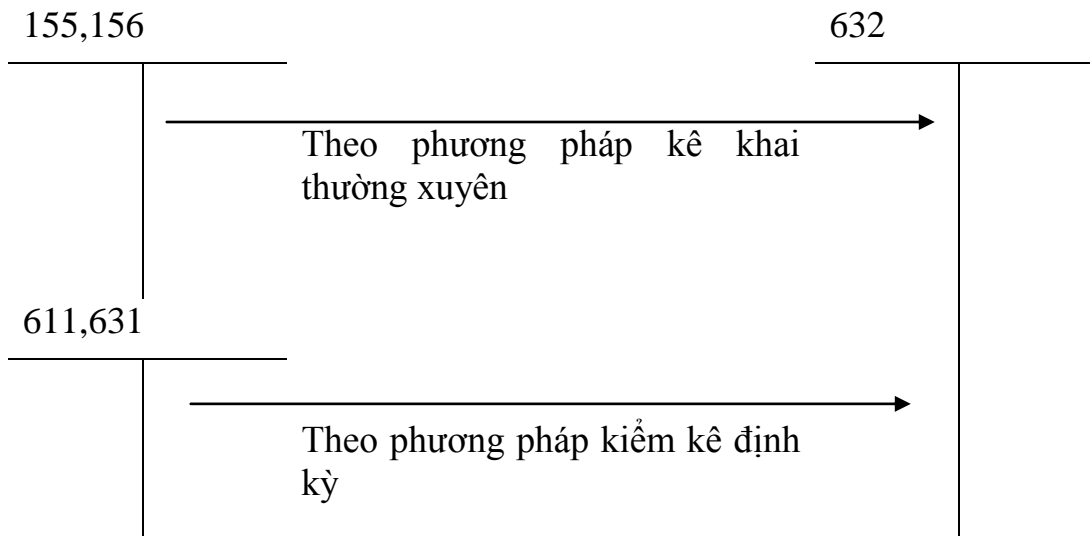 155,156
632
Theo phương pháp kê khai
thường xuyên
611,631
Theo phương pháp kiểm kê định
kỳ